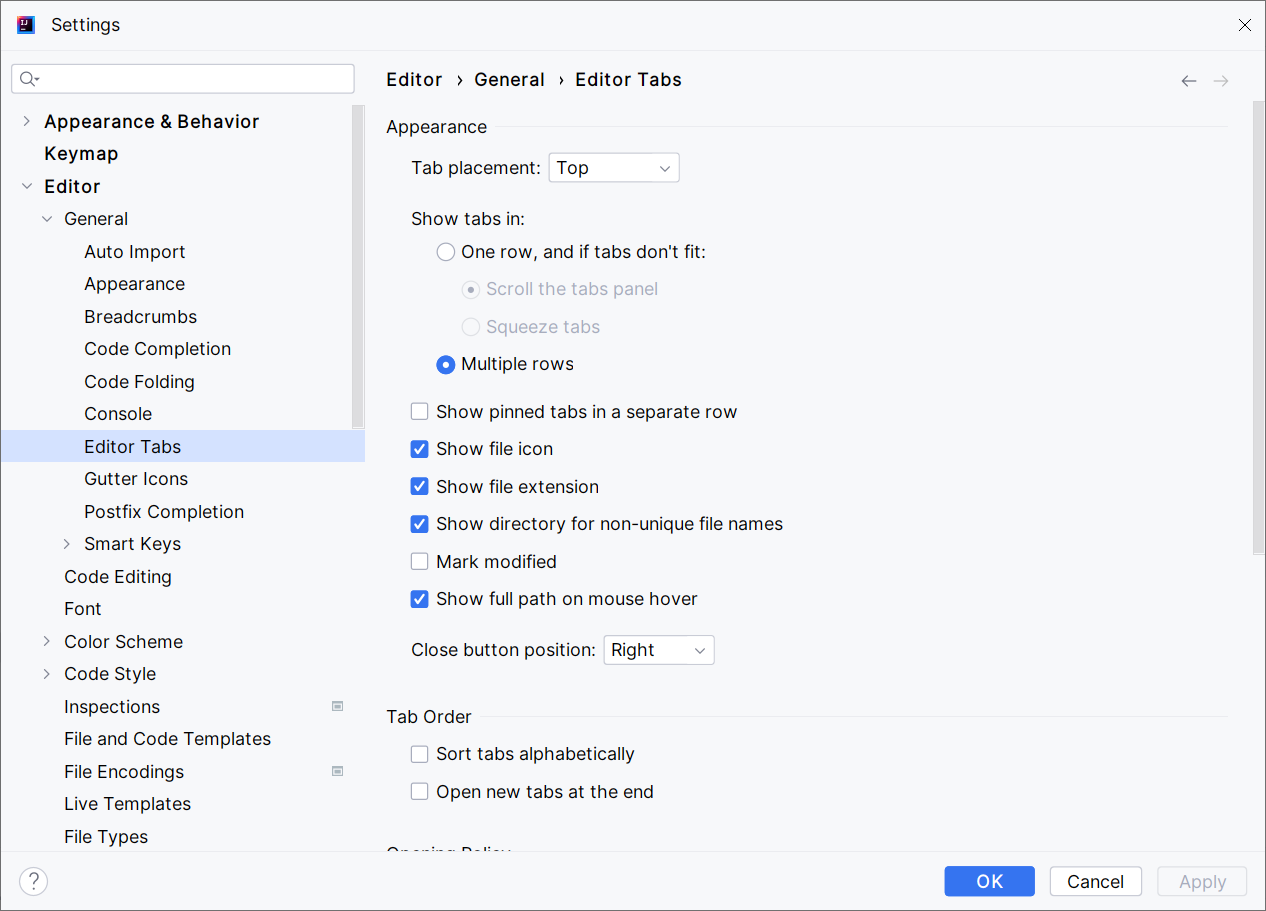 Settings
Appearance & Behavior
Keymap
Editor
General
Auto Import
Appearance
Breadcrumbs
Code Completion
Code Folding
Console
Editor Tabs
Gutter Icons
Postfix Completion
Smart Keys
Code Editing
Font
Color Scheme
Code Style
Inspections
File and Code Templates
File Encodings
Live Templates
File Types
Editor › General › Editor Tabs
Appearance
Tab placement: Top
Show tabs in:
One row, and if tabs don't fit:
Scroll the tabs panel
Squeeze tabs
Multiple rows
Show pinned tabs in a separate row
Show file icon
Show file extension
Show directory for non-unique file names
Mark modified
Show full path on mouse hover
Close button position: Right
Tab Order
Sort tabs alphabetically
Open new tabs at the end
Opening Policy
? OK Cancel Apply